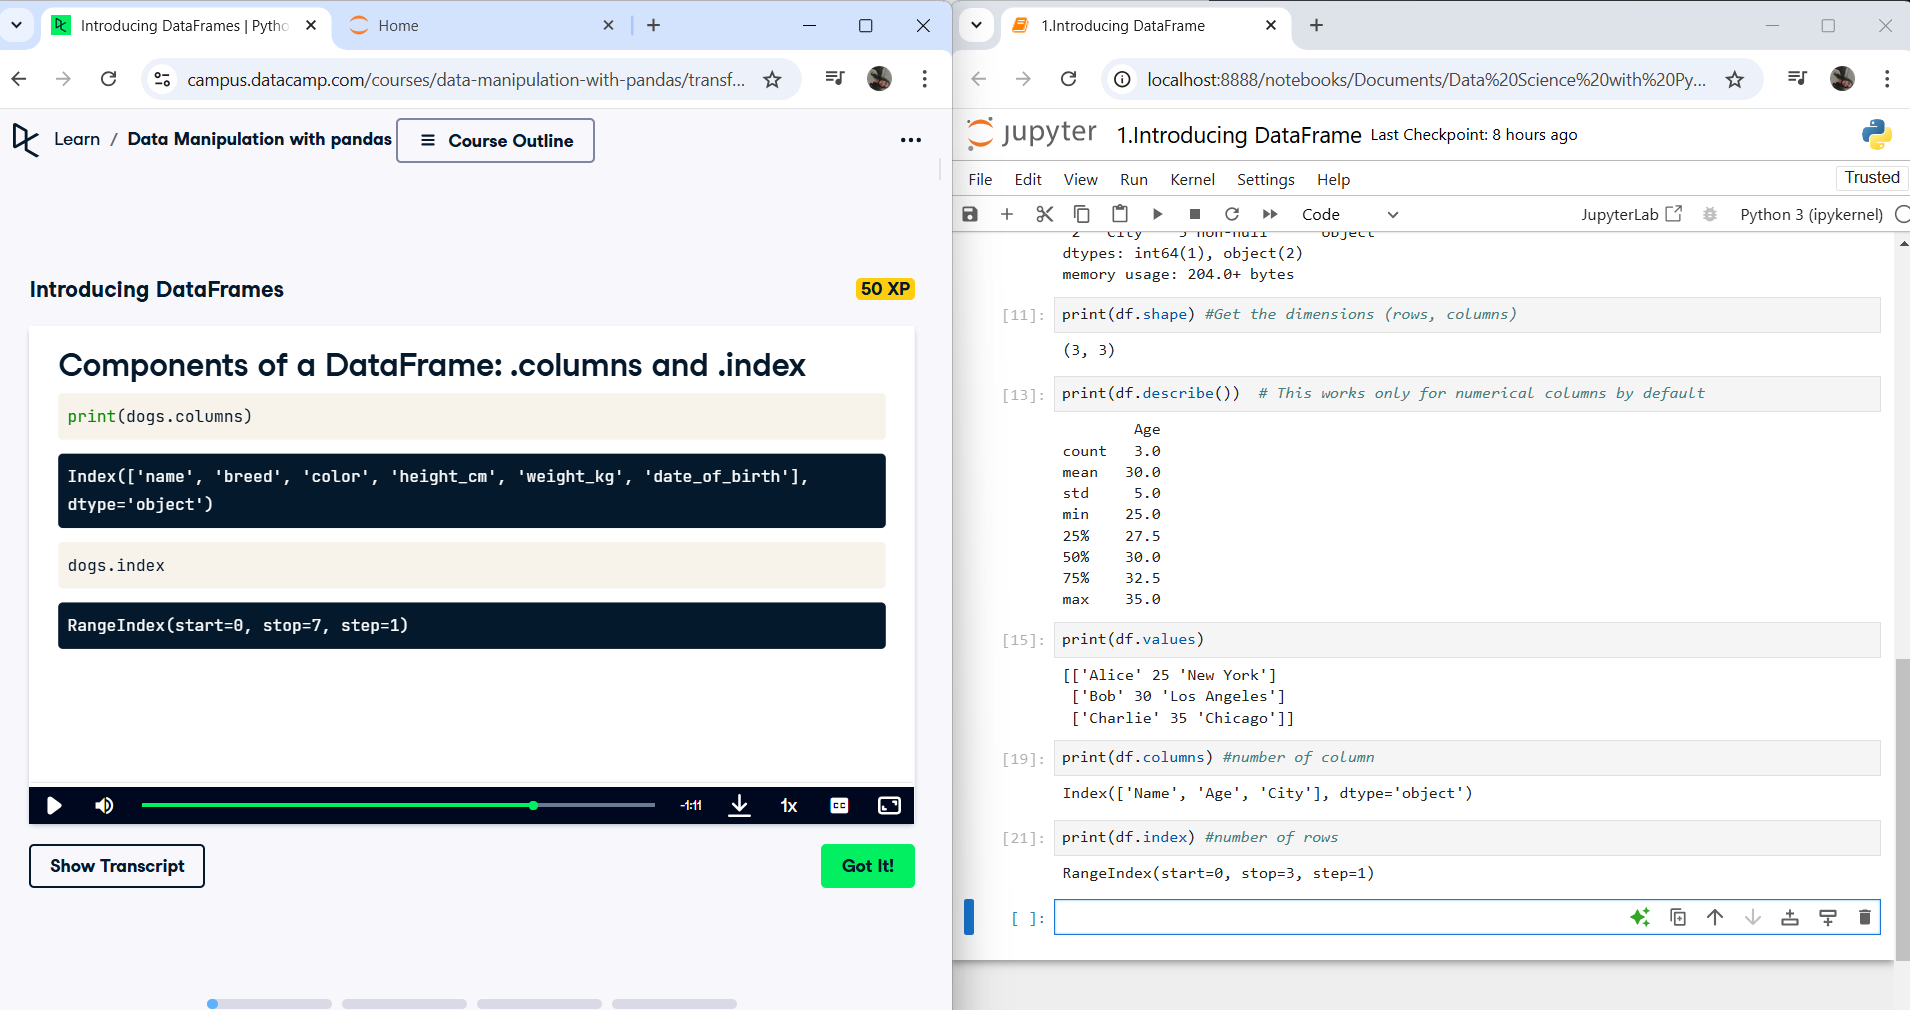 Introducing DataFrames | Pytho
Home
campus.datacamp.com/courses/data-manipulation-with-pandas/transf...
Learn / Data Manipulation with pandas
Course Outline
Introducing DataFrames
50 XP
Components of a DataFrame: .columns and .index
print(dogs.columns)
Index(['name', 'breed', 'color', 'height_cm', 'weight_kg', 'date_of_birth'],
dtype='object')
dogs.index
RangeIndex(start=0, stop=7, step=1)
-1:11
1x
CC
Show Transcript
Got It!
1.Introducing DataFrame
localhost:8888/notebooks/Documents/Data%20Science%20with%20Py...
jupyter 1.Introducing DataFrame Last Checkpoint: 8 hours ago
File Edit View Run Kernel Settings Help
Trusted
Code
JupyterLab
Python 3 (ipykernel)
2 City 3 non-null object
dtypes: int64(1), object(2)
memory usage: 204.0+ bytes
[11]: print(df.shape) #Get the dimensions (rows, columns)
(3, 3)
[13]: print(df.describe()) # This works only for numerical columns by default
Age
count 3.0
mean 30.0
std 5.0
min 25.0
25% 27.5
50% 30.0
75% 32.5
max 35.0
[15]: print(df.values)
[['Alice' 25 'New York']
['Bob' 30 'Los Angeles']
['Charlie' 35 'Chicago']]
[19]: print(df.columns) #number of column
Index(['Name', 'Age', 'City'], dtype='object')
[21]: print(df.index) #number of rows
RangeIndex(start=0, stop=3, step=1)
[ ]: